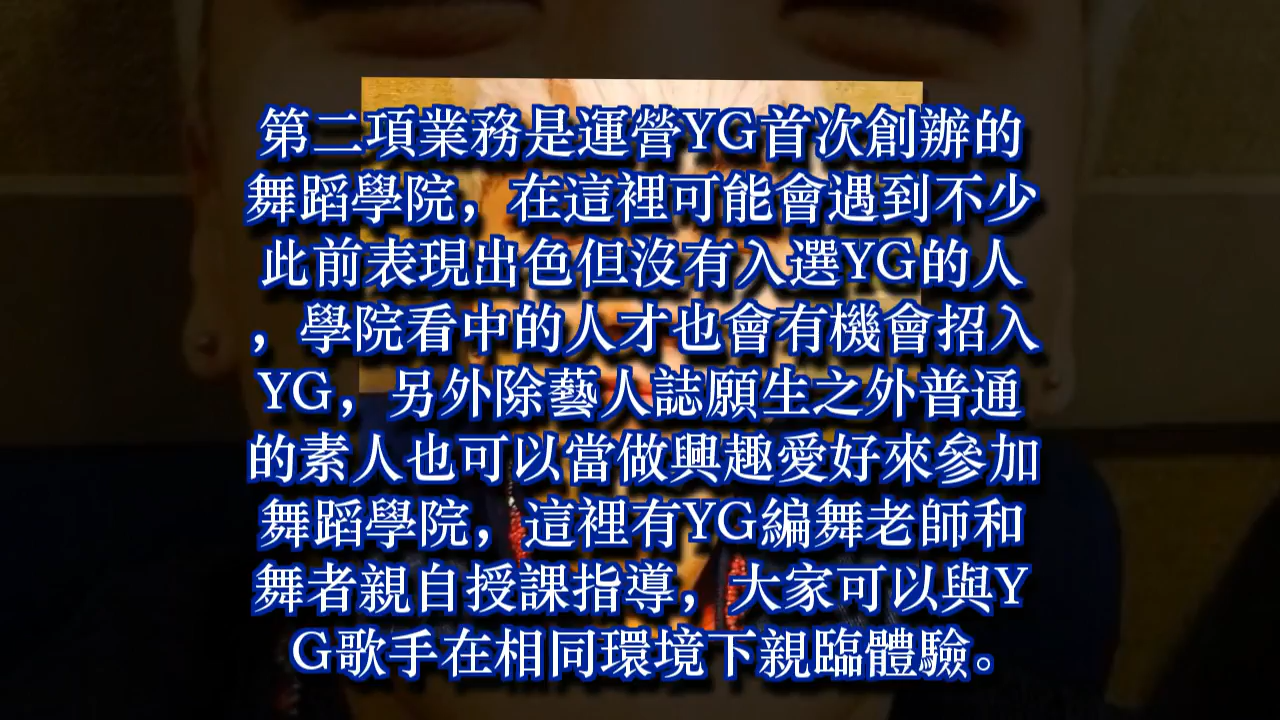 第二項業務是運營YG首次創辦的
舞蹈學院，在這裡可能會遇到不少
此前表現出色但沒有入選YG的人
，學院看中的人才也會有機會招入
YG，另外除藝人誌願生之外普通
的素人也可以當做興趣愛好來參加
舞蹈學院，這裡有YG編舞老師和
舞者親自授課指導，大家可以與Y
G歌手在相同環境下親臨體驗。